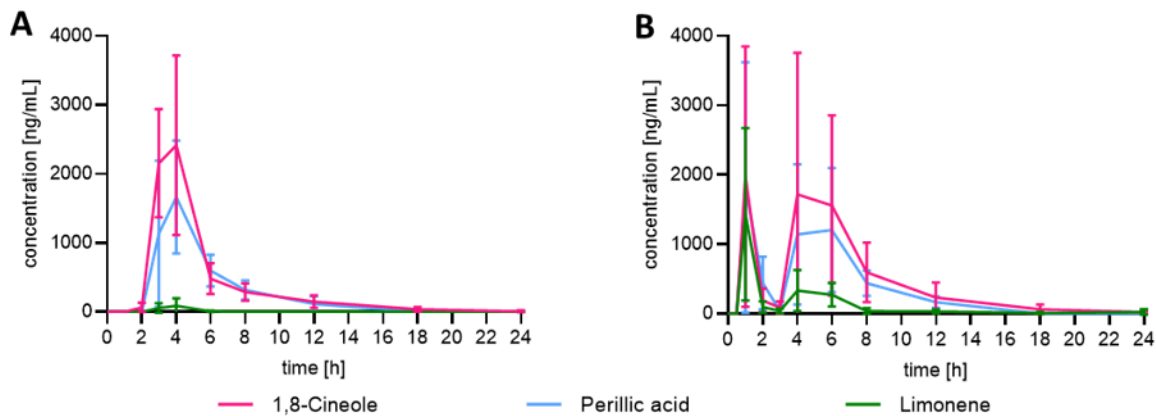 A
concentration [ng/mL]
4000
3000
2000
1000
0
0 2 4 6 8 10 12 14 16 18 20 22 24
time [h]
B
concentration [ng/mL]
4000
3000
2000
1000
0
0 2 4 6 8 10 12 14 16 18 20 22 24
time [h]
1,8-Cineole Perillic acid Limonene